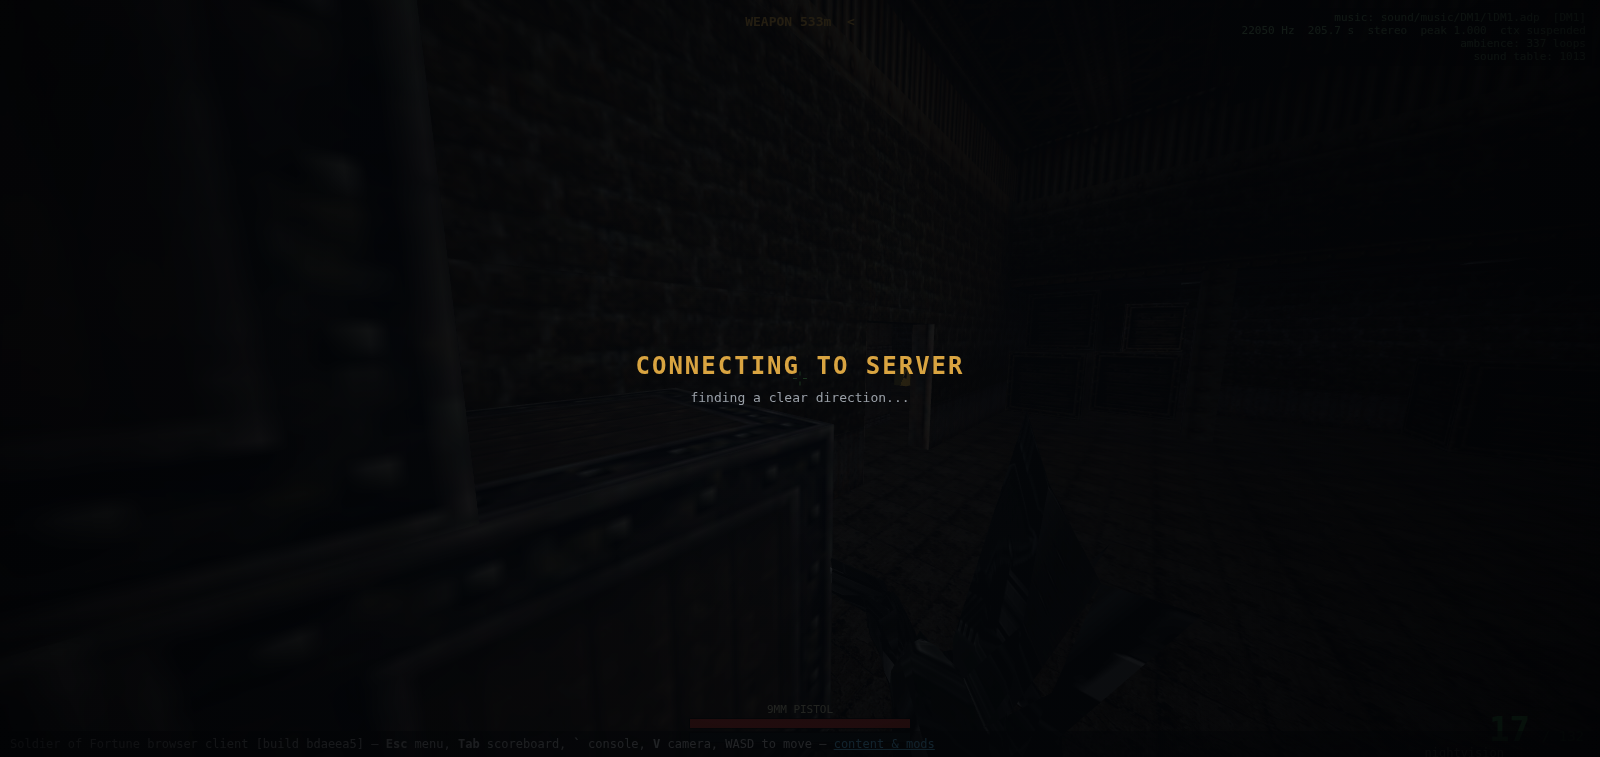 WEAPON 533m <
music: sound/music/DM1/1DM1.adp [DM1]
22050 Hz 205.7 s stereo peak 1.000 ctx suspended
ambience: 337 loops
sound table: 1013
CONNECTING TO SERVER
finding a clear direction...
9MM PISTOL
17
Soldier of Fortune browser client [build bdaeea5] — Esc menu, Tab scoreboard, ` console, V camera, WASD to move — content & mods